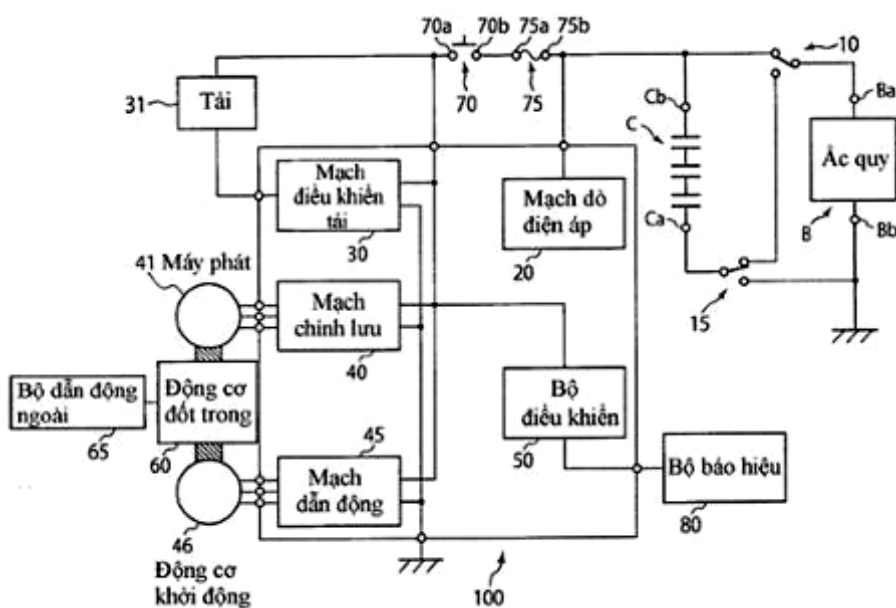 70a 70b 75a 75b
70 75
10
31
Tải
Cb
C
Ca
Ba
Ắc quy
B
Bb
Mạch
điều khiển
tải
30
Mạch dò
điện áp
20
15
41 Máy phát
Mạch
chỉnh lưu
40
Bộ dẫn động
ngoài
65
Động cơ
đốt trong
60
Bộ
điều khiển
50
45
Mạch
dẫn động
46
Động cơ
khởi động
Bộ báo hiệu
80
100